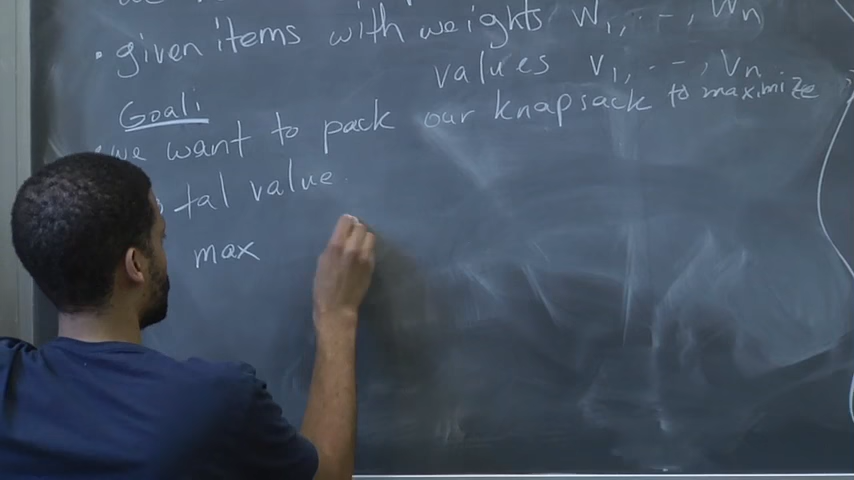 • given items with weights w₁, . - , wₙ
values v₁, . - , vₙ
Goal:
we want to pack our knapsack to maximize
tal value.
max